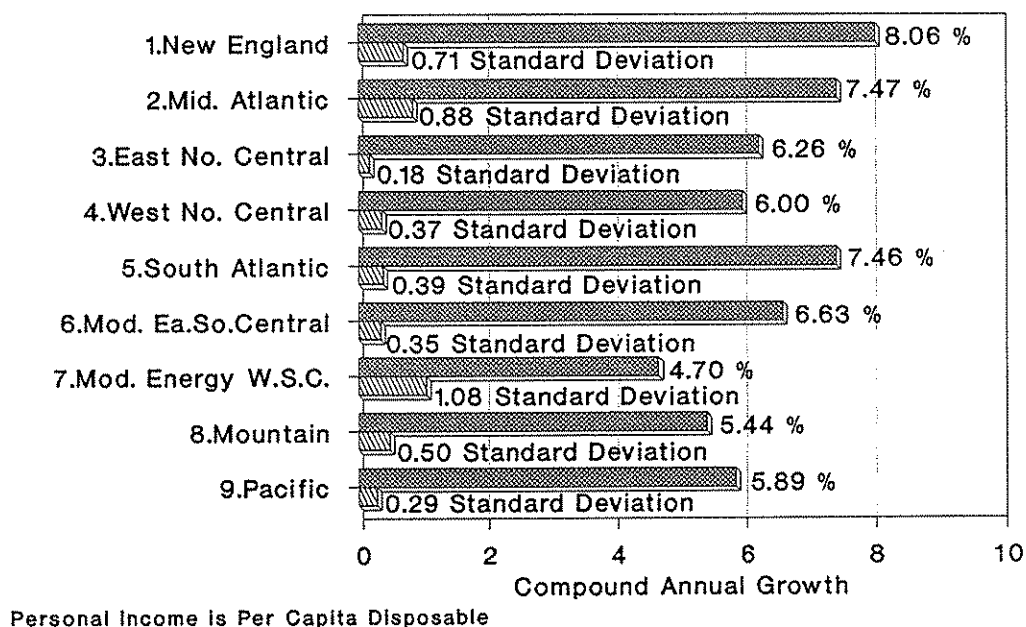 1.New England
8.06 %
0.71 Standard Deviation
2.Mid. Atlantic
7.47 %
0.88 Standard Deviation
3.East No. Central
6.26 %
0.18 Standard Deviation
4.West No. Central
6.00 %
0.37 Standard Deviation
5.South Atlantic
7.46 %
0.39 Standard Deviation
6.Mod. Ea.So.Central
6.63 %
0.35 Standard Deviation
7.Mod. Energy W.S.C.
4.70 %
1.08 Standard Deviation
8.Mountain
5.44 %
0.50 Standard Deviation
9.Pacific
5.89 %
0.29 Standard Deviation
0 2 4 6 8 10
Compound Annual Growth
Personal Income is Per Capita Disposable